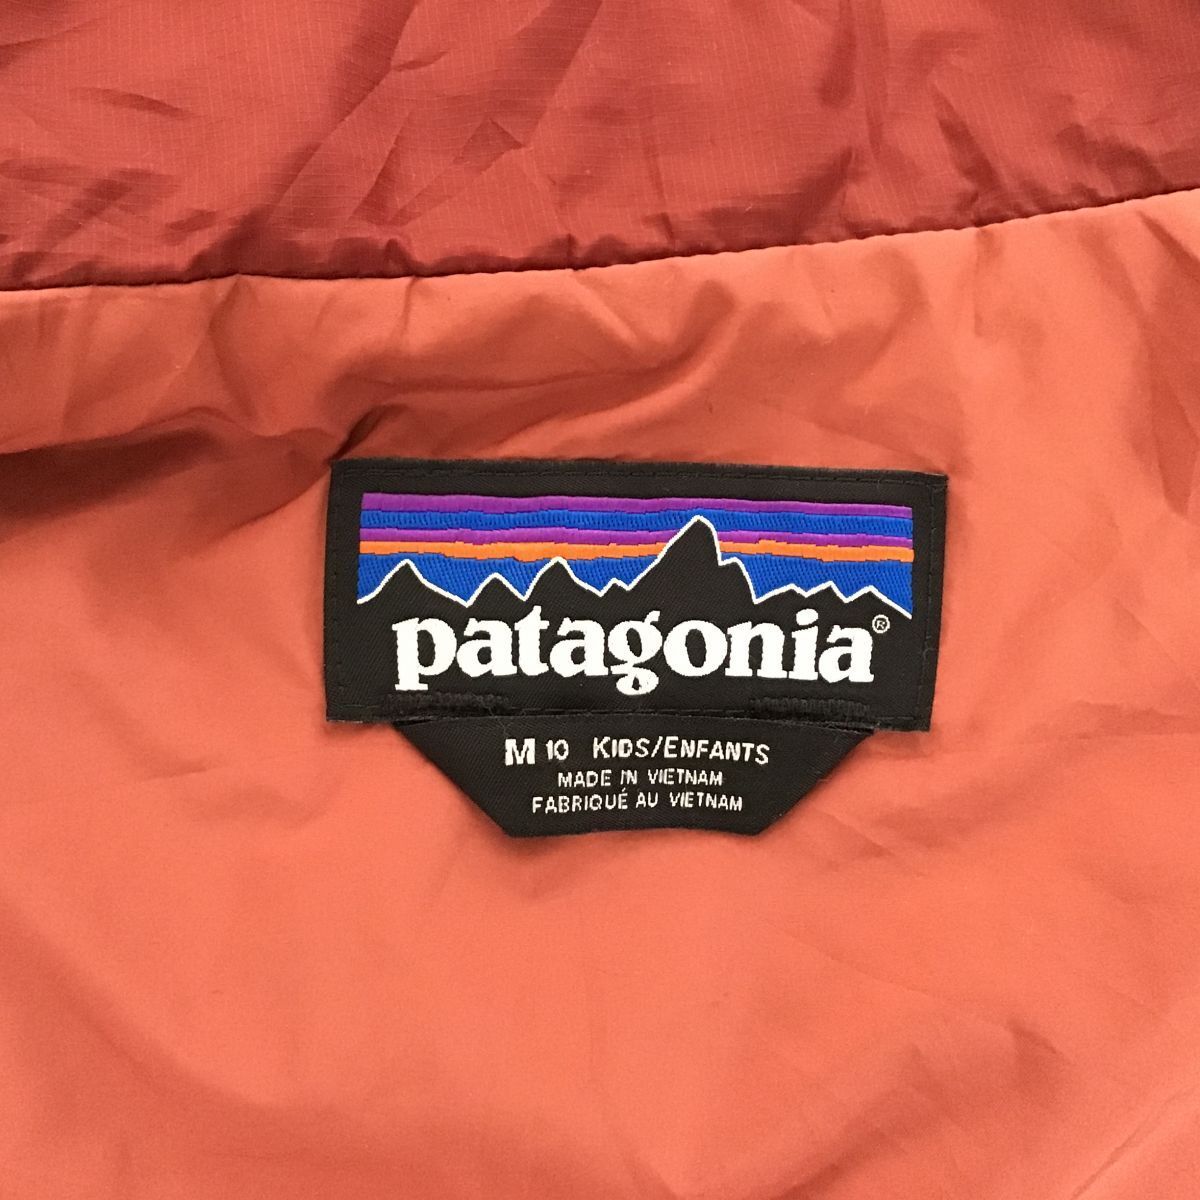 patagonia®
M 10 KIDS/ENFANTS
MADE IN VIETNAM
FABRIQUÉ AU VIETNAM